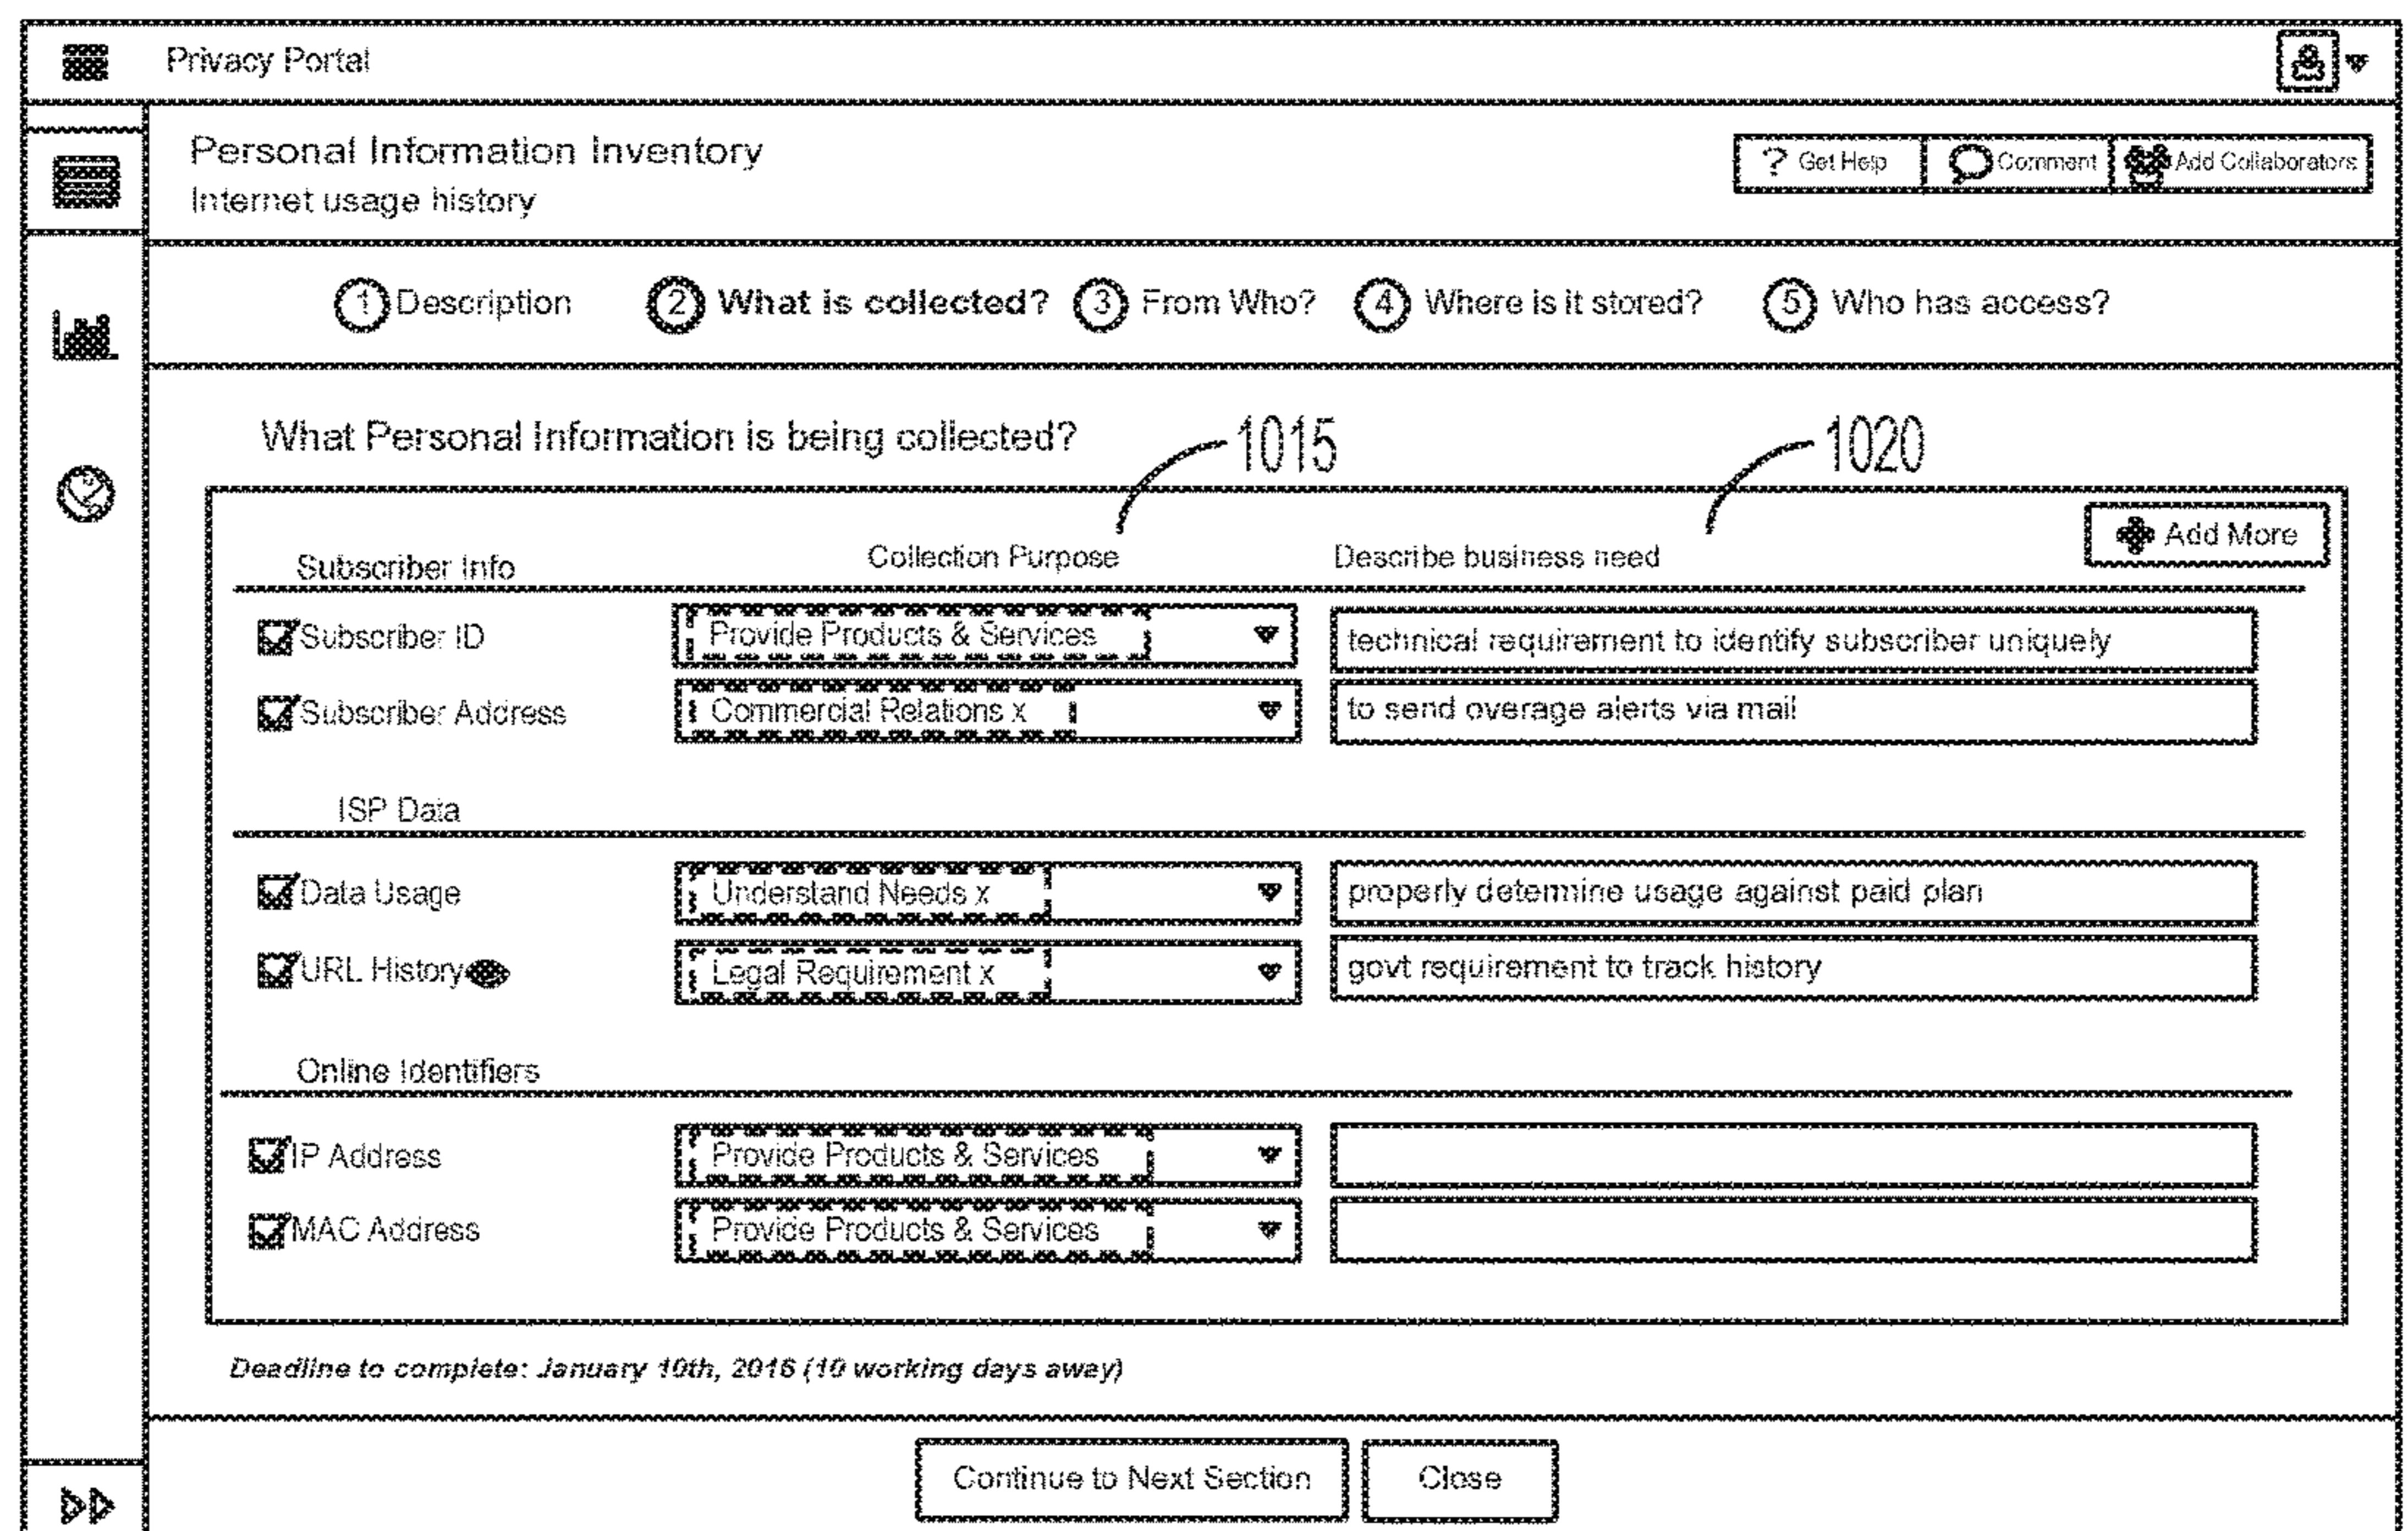 Privacy Portal
Personal Information Inventory
Internet usage history
? Get Help Comment Add Collaborators
1 Description 2 What is collected? 3 From Who? 4 Where is it stored? 5 Who has access?
What Personal Information is being collected? 1015 1020
Add More
Subscriber Info Collection Purpose Describe business need
Subscriber ID Provide Products & Services technical requirement to identify subscriber uniquely
Subscriber Address Commercial Relations x to send overage alerts via mail
ISP Data
Data Usage Understand Needs x properly determine usage against paid plan
URL History Legal Requirement x govt requirement to track history
Online Identifiers
IP Address Provide Products & Services
MAC Address Provide Products & Services
Deadline to complete: January 10th, 2016 (10 working days away)
Continue to Next Section Close